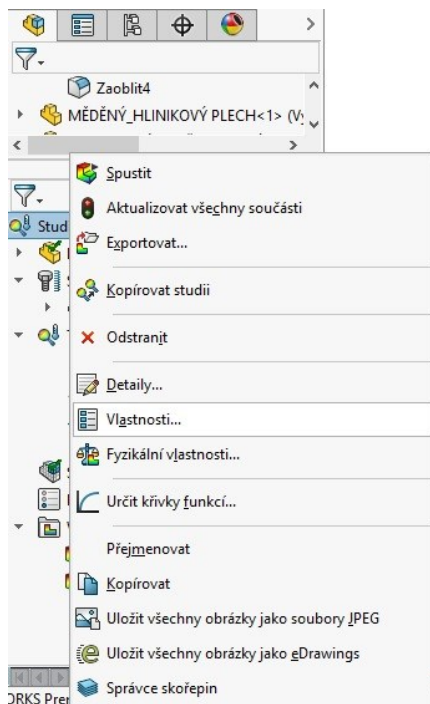 Zaoblit4
MĚDĚNÝ_HLINIKOVÝ PLECH<1> (V
Spustit
Aktualizovat všechny součásti
Stud
Exportovat...
Kopírovat studii
Odstranit
Detaily...
Vlastnosti...
Fyzikální vlastnosti...
Určit křivky funkcí...
Přejmenovat
Kopírovat
Uložit všechny obrázky jako soubory JPEG
Uložit všechny obrázky jako eDrawings
Správce skořepin
ORKS Prer